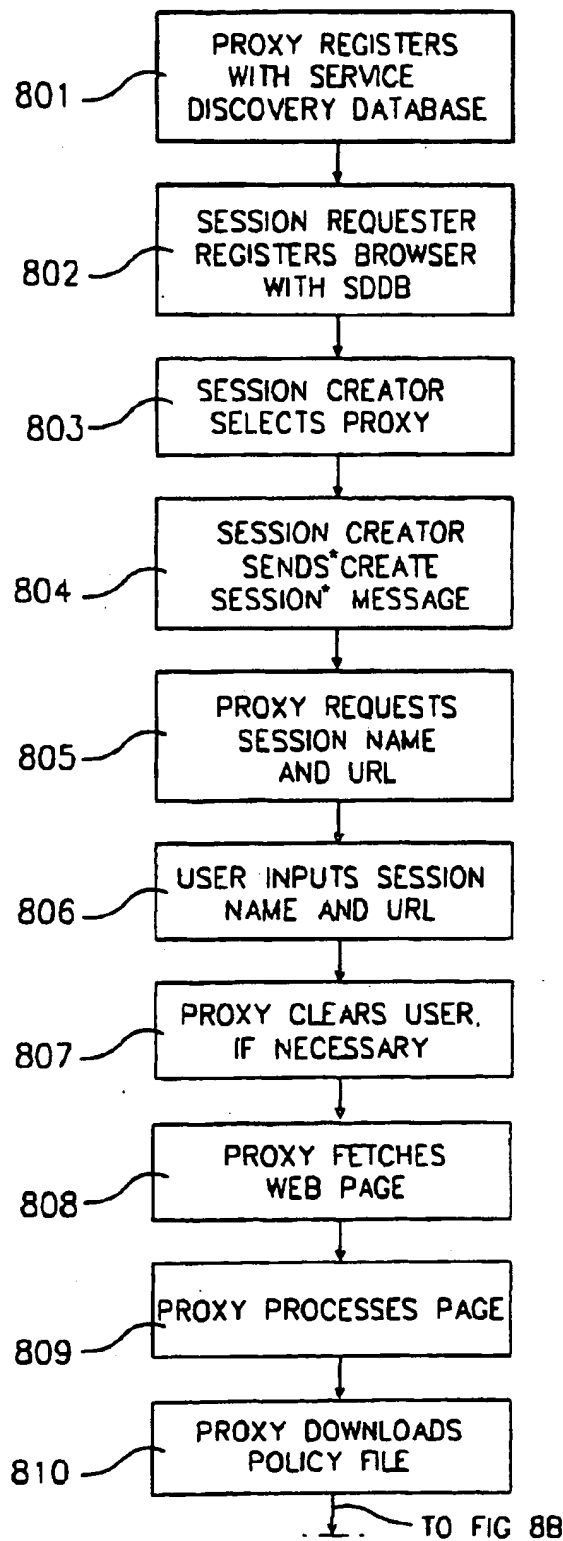 801
PROXY REGISTERS
WITH SERVICE
DISCOVERY DATABASE
802
SESSION REQUESTER
REGISTERS BROWSER
WITH SDDB
803
SESSION CREATOR
SELECTS PROXY
804
SESSION CREATOR
SENDS*CREATE
SESSION* MESSAGE
805
PROXY REQUESTS
SESSION NAME
AND URL
806
USER INPUTS SESSION
NAME AND URL
807
PROXY CLEARS USER,
IF NECESSARY
808
PROXY FETCHES
WEB PAGE
809
PROXY PROCESSES PAGE
810
PROXY DOWNLOADS
POLICY FILE
TO FIG 8B